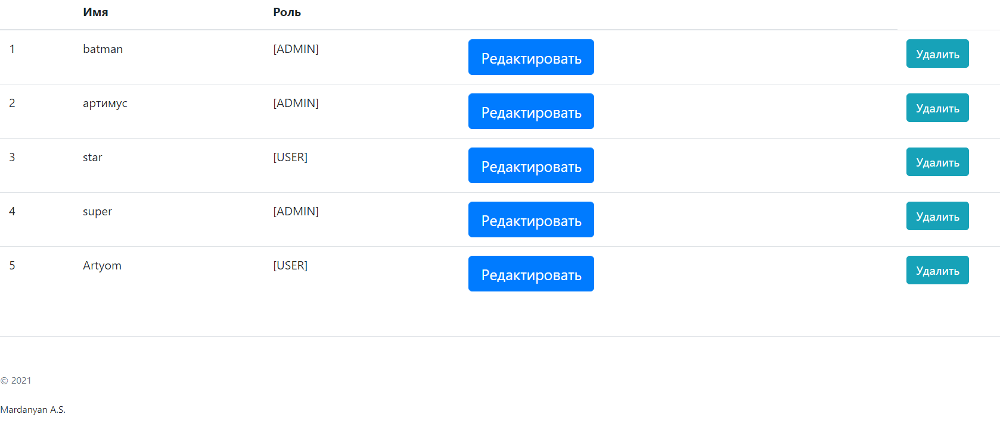 Имя Роль
1 batman [ADMIN] Редактировать Удалить
2 артимус [ADMIN] Редактировать Удалить
3 star [USER] Редактировать Удалить
4 super [ADMIN] Редактировать Удалить
5 Artyom [USER] Редактировать Удалить
© 2021
Mardanyan A.S.